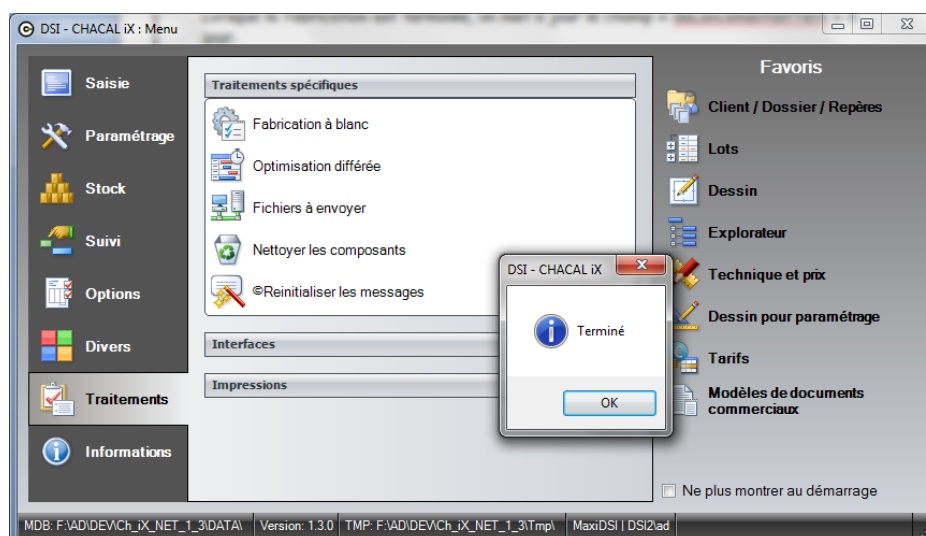 DSI - CHACAL iX : Menu
Saisie
Paramétrage
Stock
Suivi
Options
Divers
Traitements
Informations
Traitements spécifiques
Fabrication à blanc
Optimisation différée
Fichiers à envoyer
Nettoyer les composants
©Reinitialiser les messages
Interfaces
Impressions
DSI - CHACAL iX
Terminé
OK
Favoris
Client / Dossier / Repères
Lots
Dessin
Explorateur
Technique et prix
Dessin pour paramétrage
Tarifs
Modèles de documents
commerciaux
Ne plus montrer au démarrage
MDB: F:\AD\DEV\Ch_iX_NET_1_3\DATA\ Version: 1.3.0 TMP: F:\AD\DEV\Ch_iX_NET_1_3\Tmp\ MaxiDSI | DSI2\ad